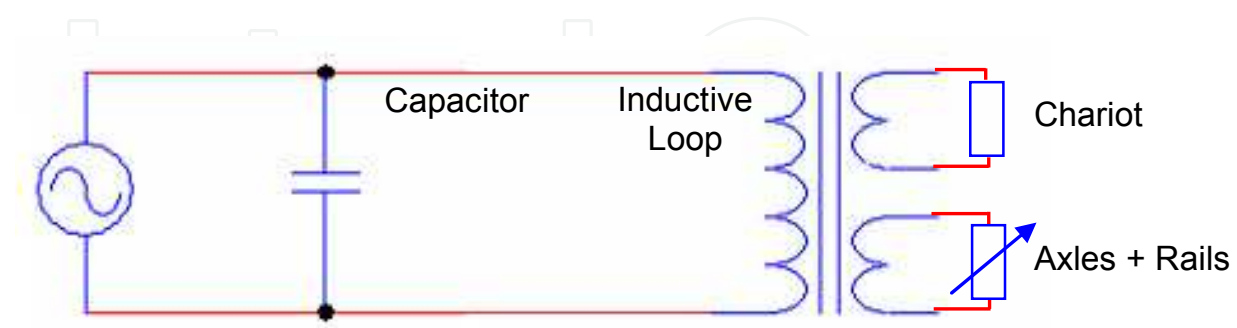 Capacitor
Inductive
Loop
Chariot
Axles + Rails